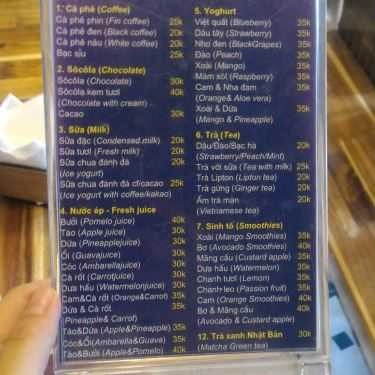 1. Cà phê (Coffee)
Cà phê phin (Fin coffee) 25k
Cà phê đen (Black coffee) 20k
Cà phê nâu (White coffee) 20k
Bạc sỉu 25k
2. Sôcôla (Chocolate)
Sôcôla (Chocolate) 30k
Sôcôla kem tươi 40k
(Chocolate with cream)
Cacao 30k
3. Sữa (Milk)
Sữa đặc (Condensed milk) 20k
Sữa tươi (Fresh milk) 20k
Sữa chua đánh đá 20k
(Ice yogurt)
Sữa chua đánh đá cf/cacao 25k
(Ice yogurt with coffee/kakao)
4. Nước ép - Fresh juice
Bưởi (Pomelo juice) 40k
Táo (Apple juice) 30k
Dứa (Pineapplejuice) 30k
Ổi (Guavajuice) 30k
Cóc (Ambarellajuice) 30k
Cà rốt (Carrotjuice) 30k
Dưa hấu (Watermelonjuice) 30k
Cam&Cà rốt (Orange&Carrot) 35k
Dứa & Cà rốt 35k
(Pineapple& Carrot)
Táo&Dứa (Apple&Pineapple) 35k
Cóc&Ổi(Ambarella&Guava) 35k
Táo&Bưởi (Apple&Pomelo) 40k
5. Yoghurt
Việt quất (Blueberry) 35k
Dâu tây (Strawberry) 35k
Nho đen (BlackGrapes) 35k
Đào (Peach) 35k
Xoài (Mango) 35k
Mâm xôi (Raspberry) 35k
Cam & Nha đam 35k
(Orange& Aloe vera)
Xoài & Dứa 35k
(Mango & Pineapple)
6. Trà (Tea)
Dâu/Đào/Bạc hà 20k
(Strawberry/Peach/Mint)
Trà với sữa (Tea with milk) 25k
Trà Lipton (Lipton tea) 20k
Trà gừng (Ginger tea) 20k
Ấm trà mạn 20k
(Vietnamese tea)
7. Sinh tố (Smoothies)
Xoài (Mango Smoothies) 35k
Bơ (Avocado Smoothies) 40k
Mãng cầu (Custard apple) 35k
Dưa hấu (Watermelon) 35k
Chanh tươi (Lemon) 35k
Chanh leo (Passion fruit) 35k
Cam (Orange Smoothies) 40k
Bơ & Mãng cầu 40k
(Avocado & Custard apple)
12. Trà xanh Nhật Bản 30k
(Matcha Green tea)